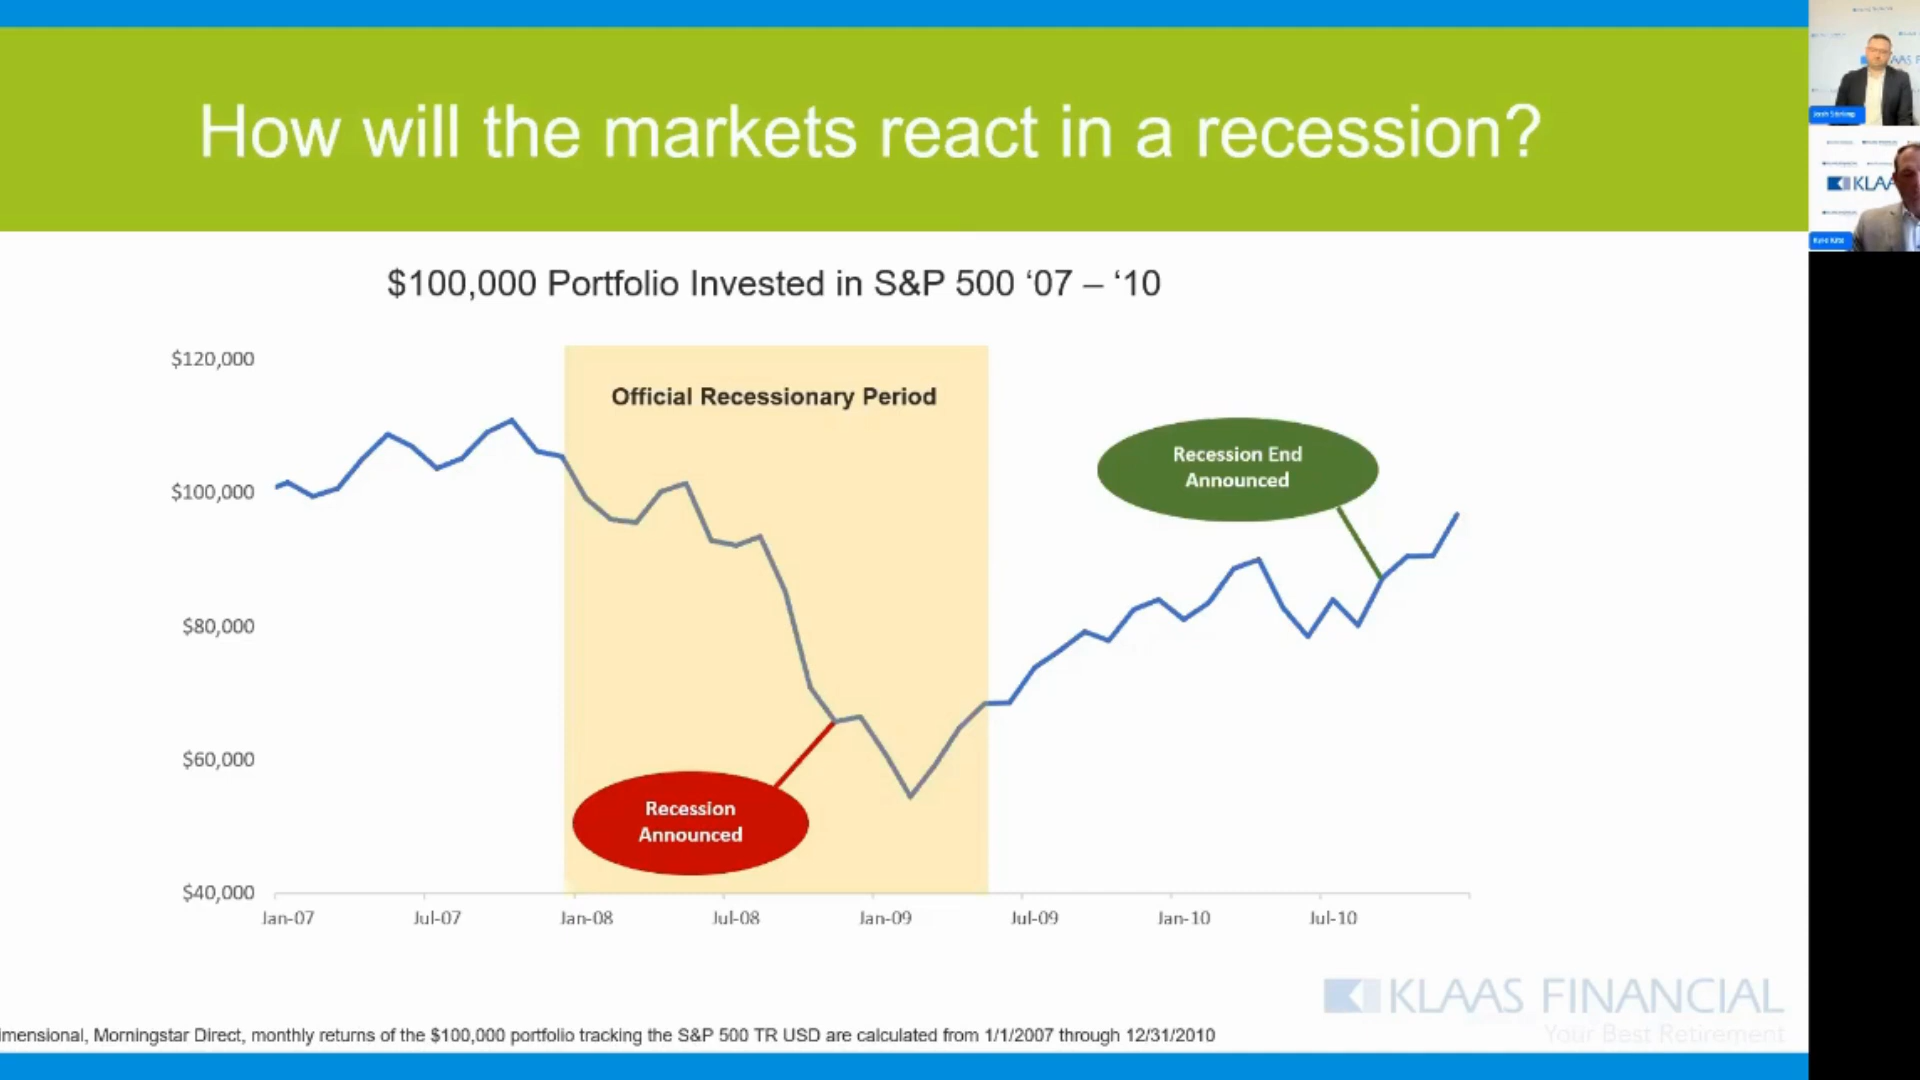 How will the markets react in a recession?
$100,000 Portfolio Invested in S&P 500 ‘07 – ‘10
$120,000
$100,000
$80,000
$60,000
$40,000
Official Recessionary Period
Recession End
Announced
Recession
Announced
Jan-07
Jul-07
Jan-08
Jul-08
Jan-09
Jul-09
Jan-10
Jul-10
KLAAS FINANCIAL
Your Best Retirement
imensional, Morningstar Direct, monthly returns of the $100,000 portfolio tracking the S&P 500 TR USD are calculated from 1/1/2007 through 12/31/2010
KLAA